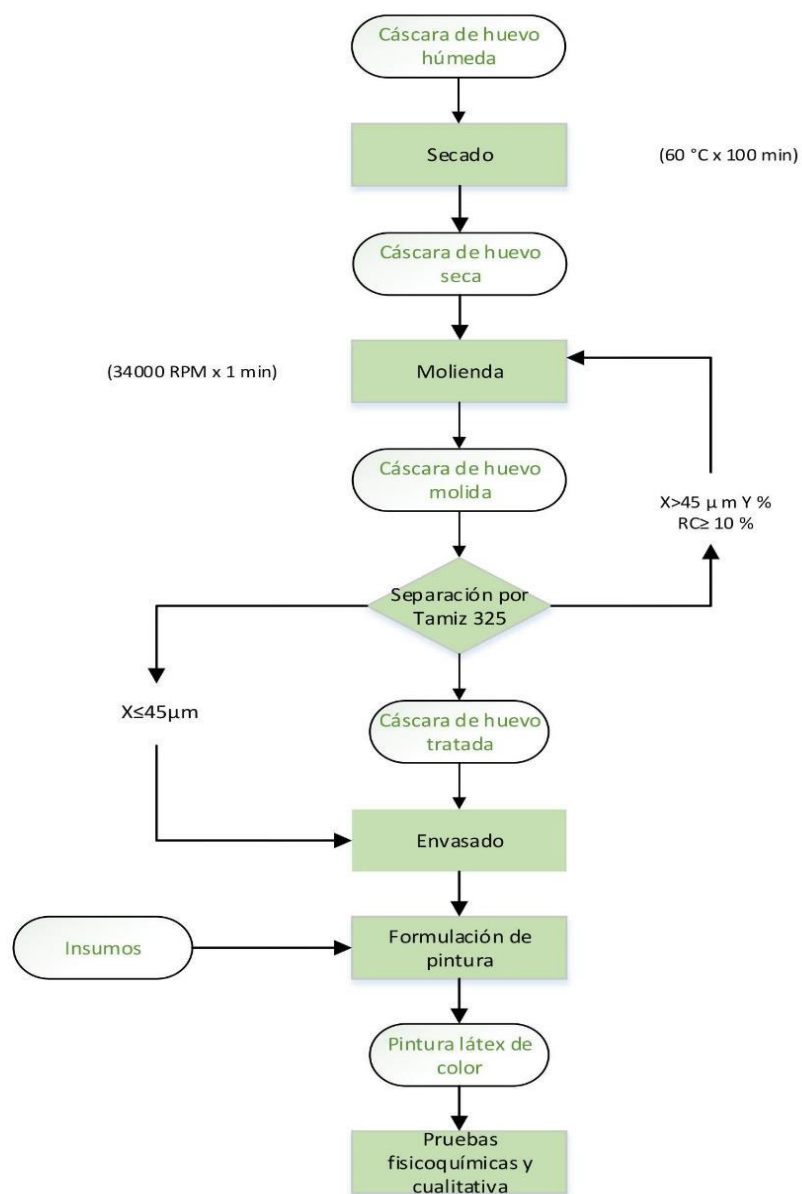 Cáscara de huevo
húmeda
Secado
(60 °C x 100 min)
Cáscara de huevo
seca
(34000 RPM x 1 min)
Molienda
Cáscara de huevo
molida
X>45 μ m Y %
RC≥ 10 %
Separación por
Tamiz 325
X≤45μm
Cáscara de huevo
tratada
Envasado
Insumos
Formulación de
pintura
Pintura látex de
color
Pruebas
fisicoquímicas y
cualitativa